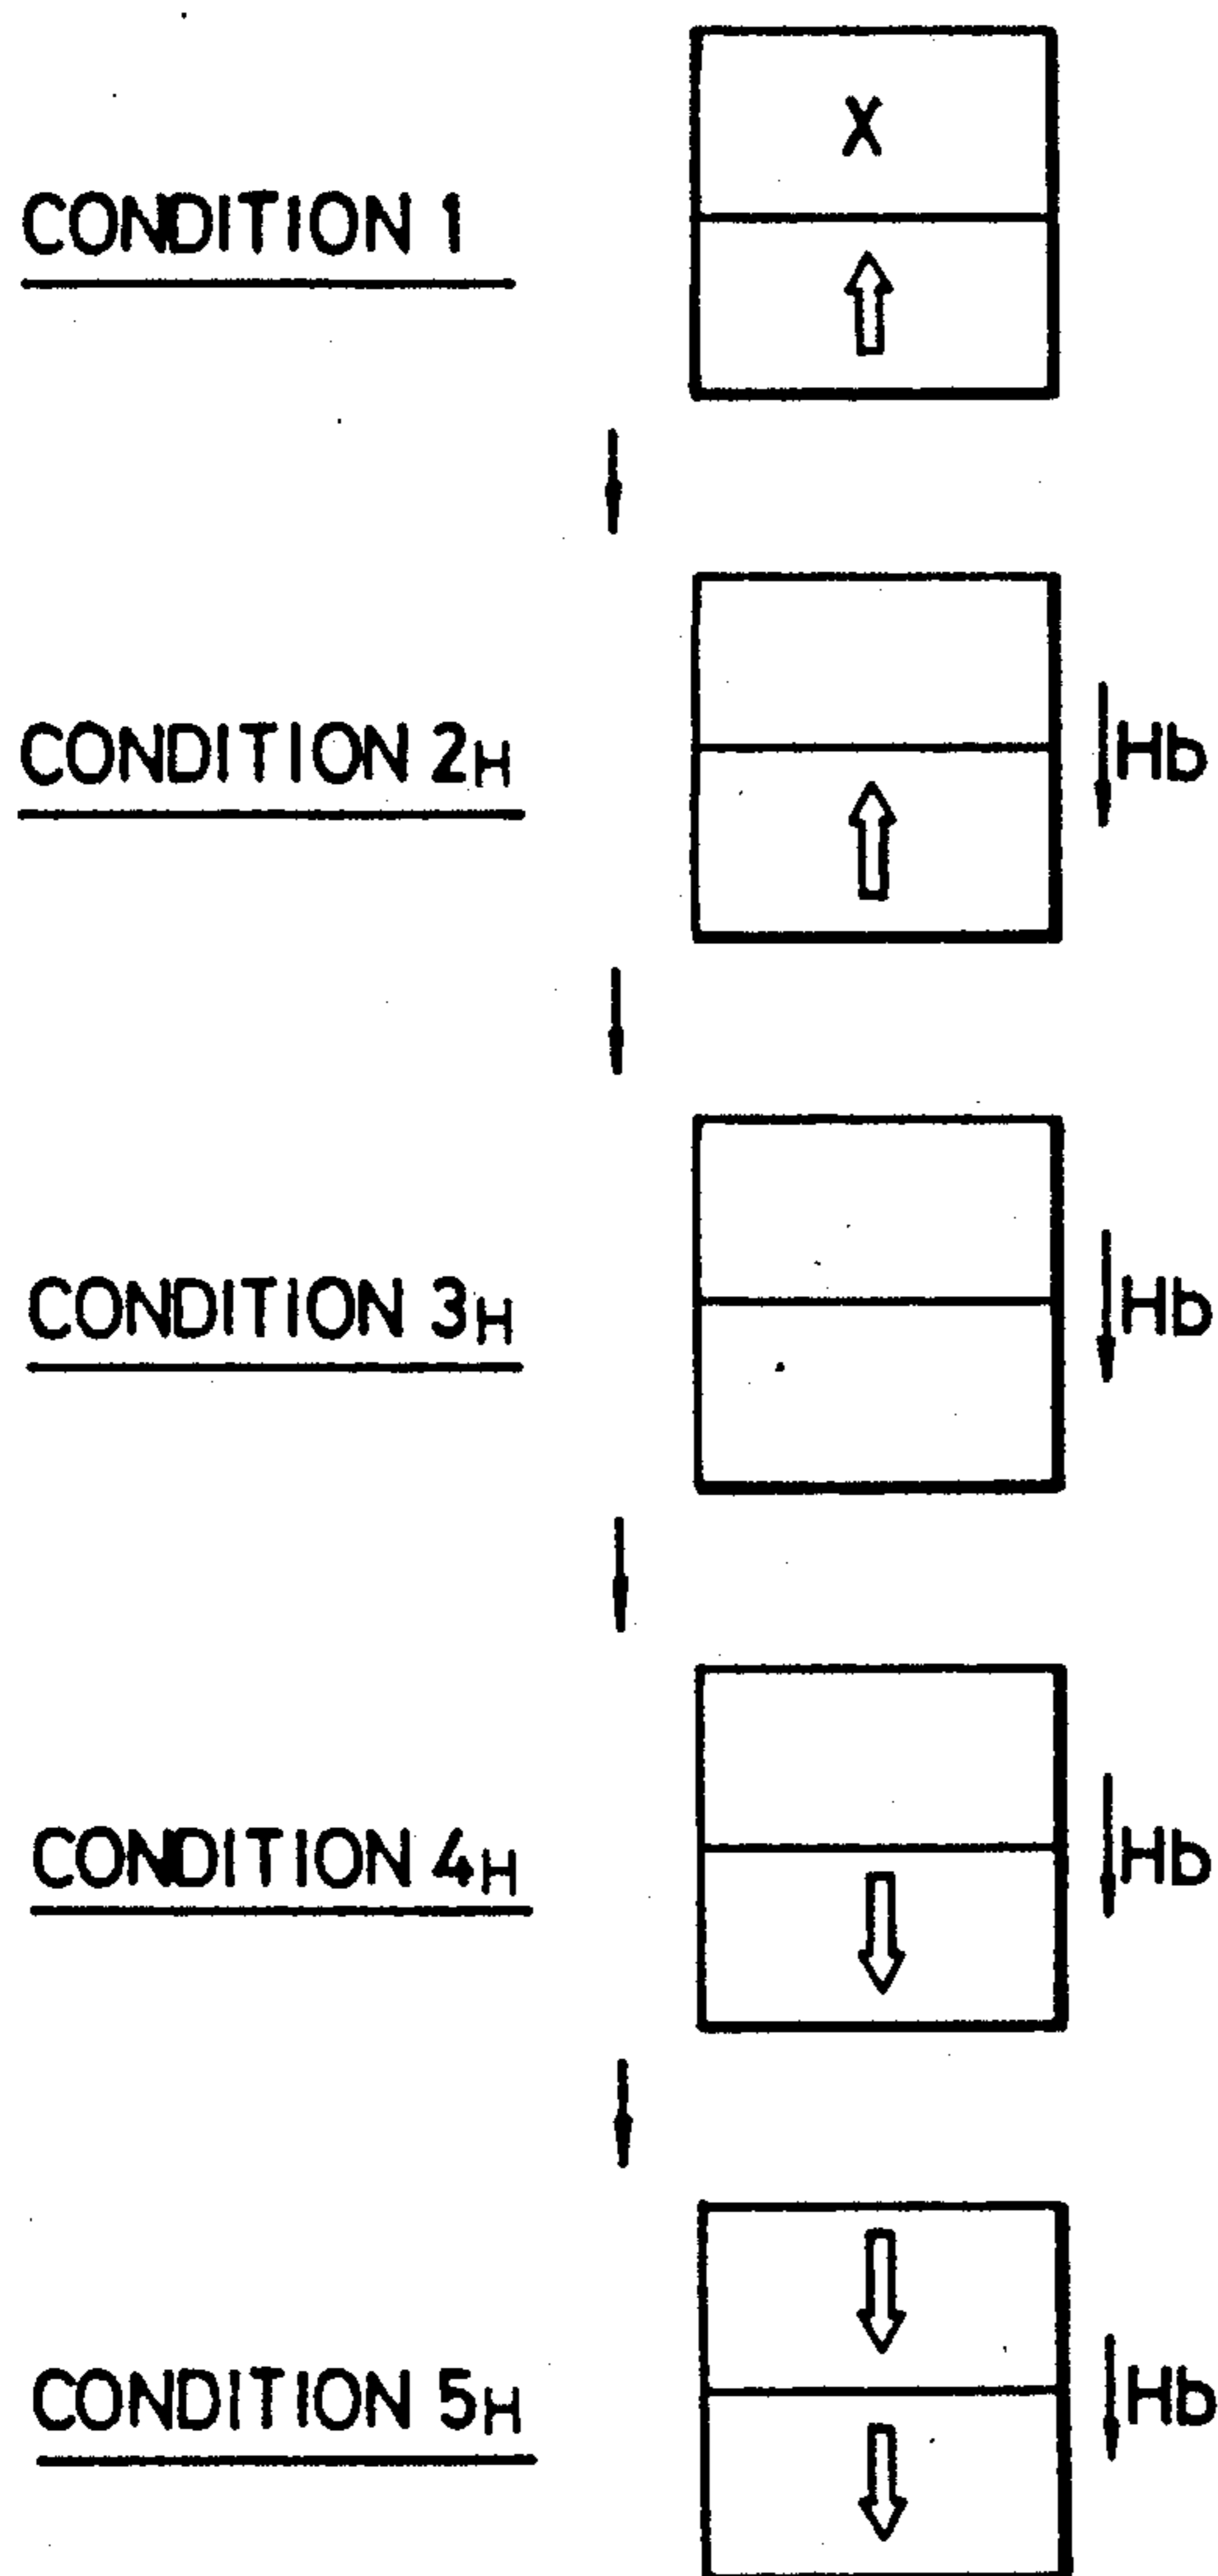 X
CONDITION 1
CONDITION 2H
Hb
CONDITION 3H
Hb
CONDITION 4H
Hb
CONDITION 5H
Hb